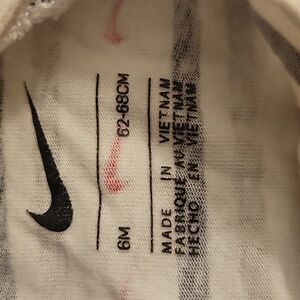 6M
62-68CM
MADE IN VIETNAM
FABRIQUÉ AU VIETNAM
HECHO EN VIETNAM